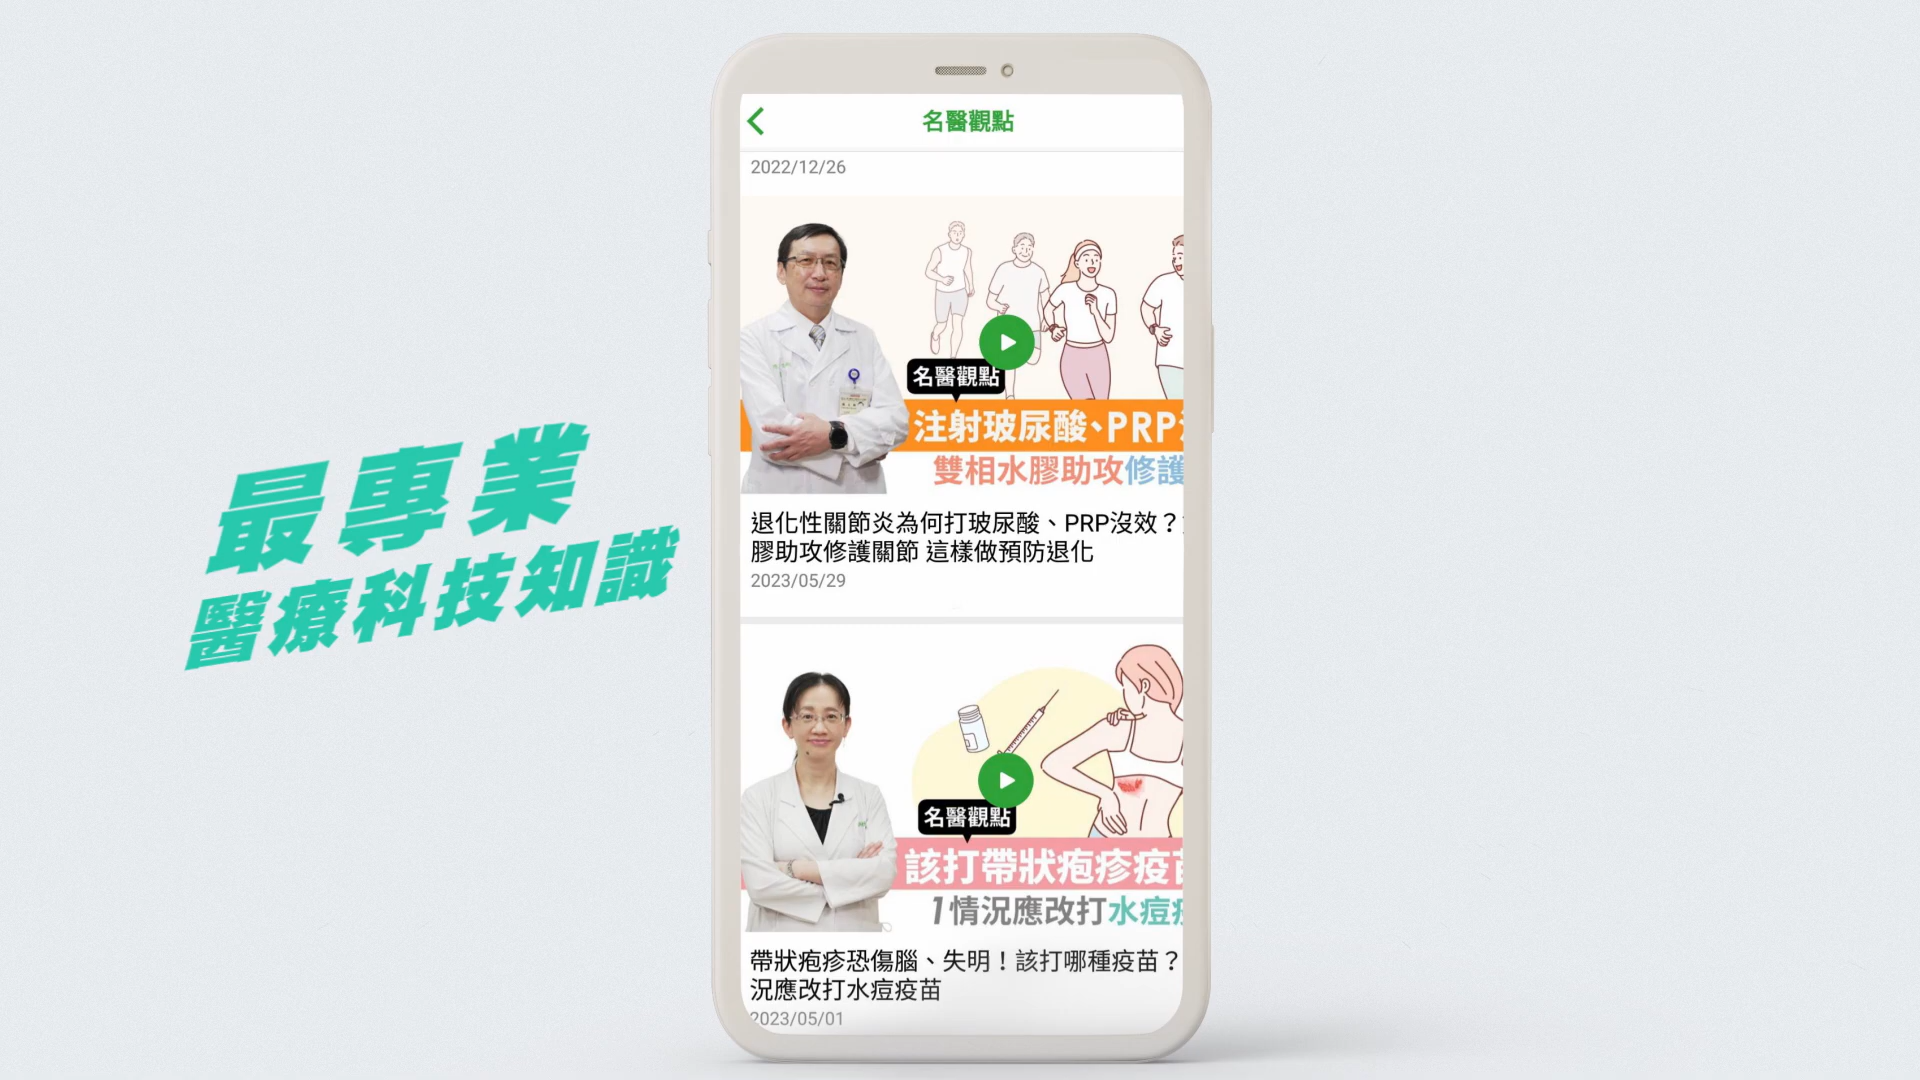 最專業
醫療科技知識
名醫觀點
2022/12/26
名醫觀點
注射玻尿酸、PRP
雙相水膠助攻修護
退化性關節炎為何打玻尿酸、PRP沒效？
膠助攻修護關節 這樣做預防退化
2023/05/29
名醫觀點
該打帶狀疱疹疫苗
1情況應改打水痘
帶狀疱疹恐傷腦、失明！該打哪種疫苗？
況應改打水痘疫苗
2023/05/01